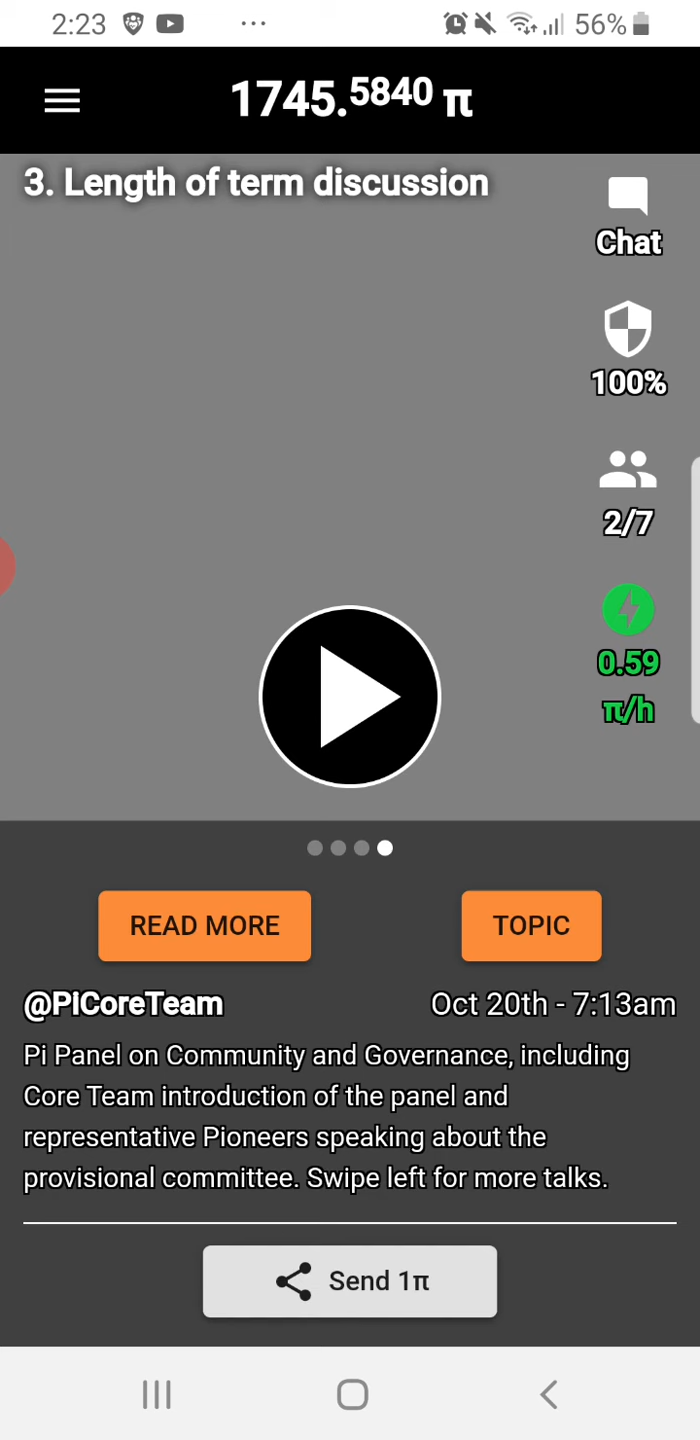 2:23 ... 56%
1745.5840 π
3. Length of term discussion
Chat
100%
2/7
0.59
π/h
READ MORE TOPIC
@PiCoreTeam Oct 20th - 7:13am
Pi Panel on Community and Governance, including
Core Team introduction of the panel and
representative Pioneers speaking about the
provisional committee. Swipe left for more talks.
Send 1π